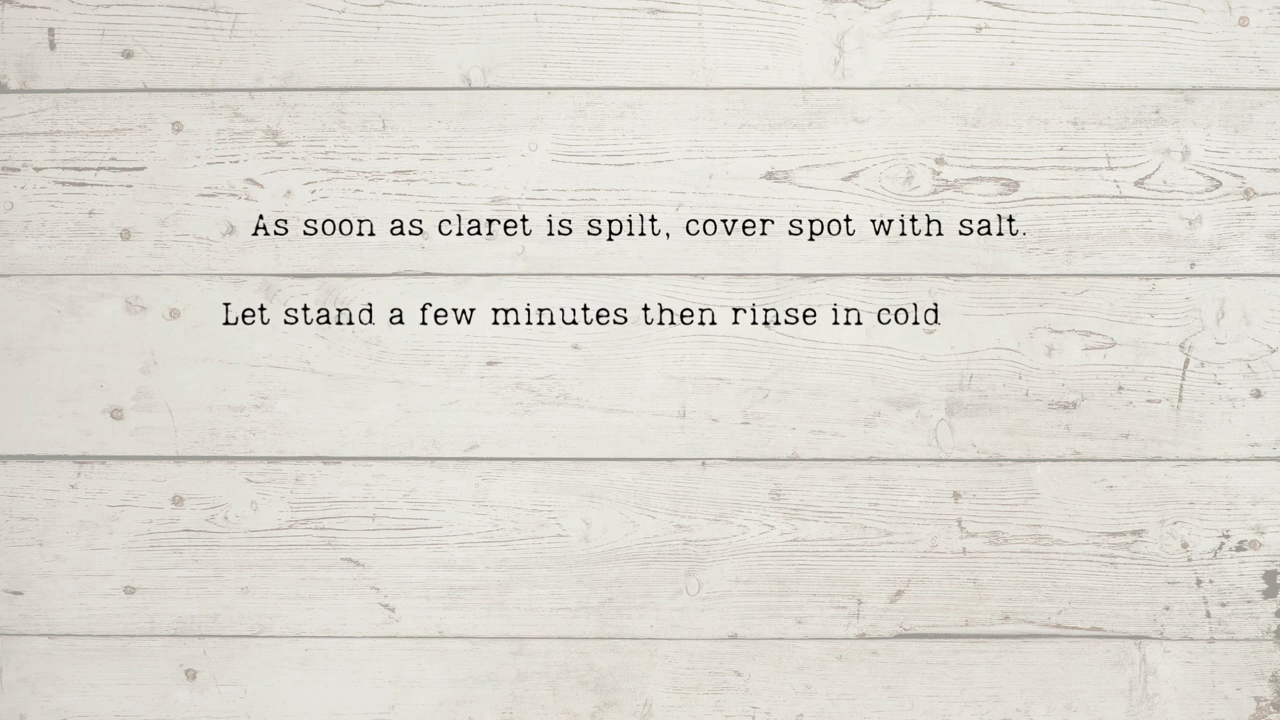 As soon as claret is spilt, cover spot with salt.
Let stand a few minutes then rinse in cold